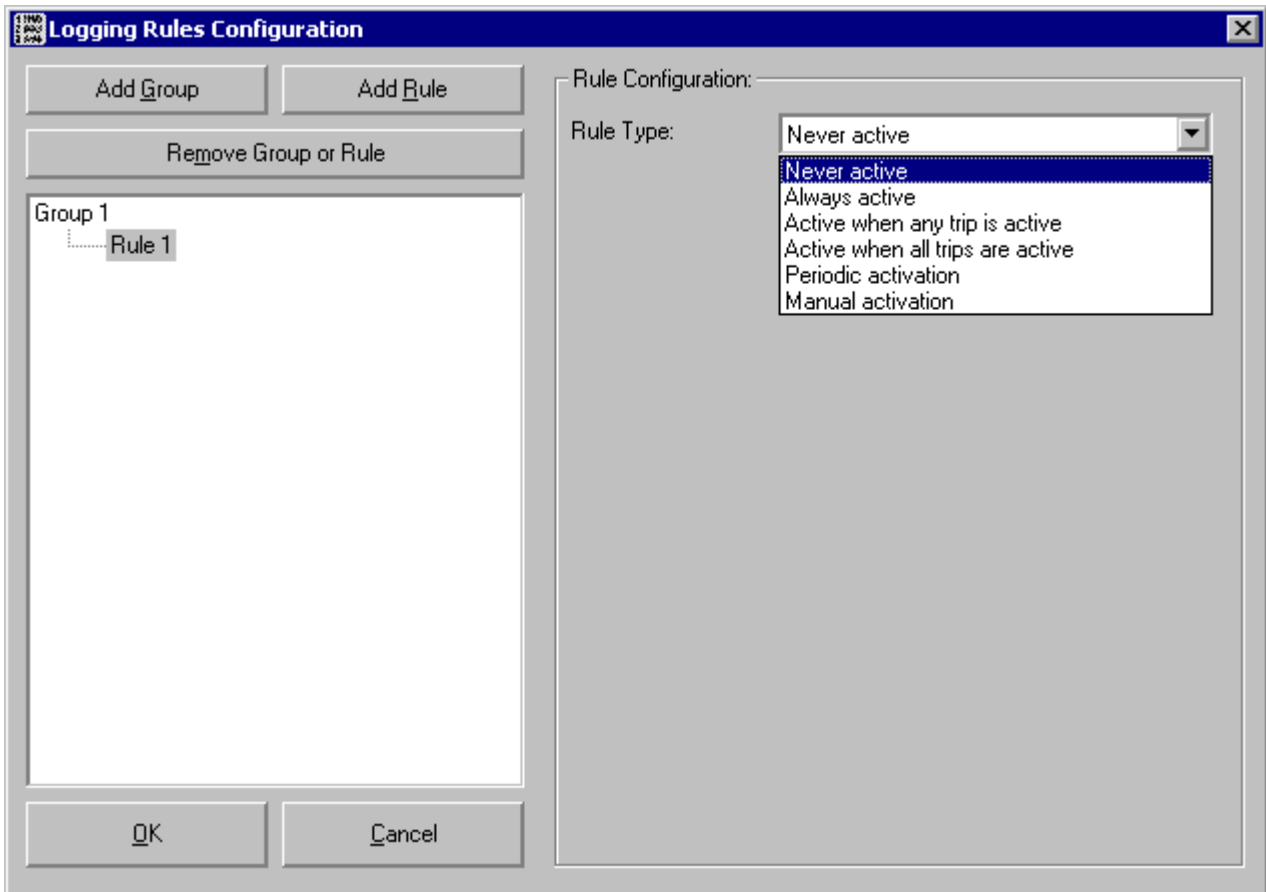 Logging Rules Configuration
Add Group
Add Rule
Remove Group or Rule
Group 1
Rule 1
OK
Cancel
Rule Configuration:
Rule Type:
Never active
Never active
Always active
Active when any trip is active
Active when all trips are active
Periodic activation
Manual activation